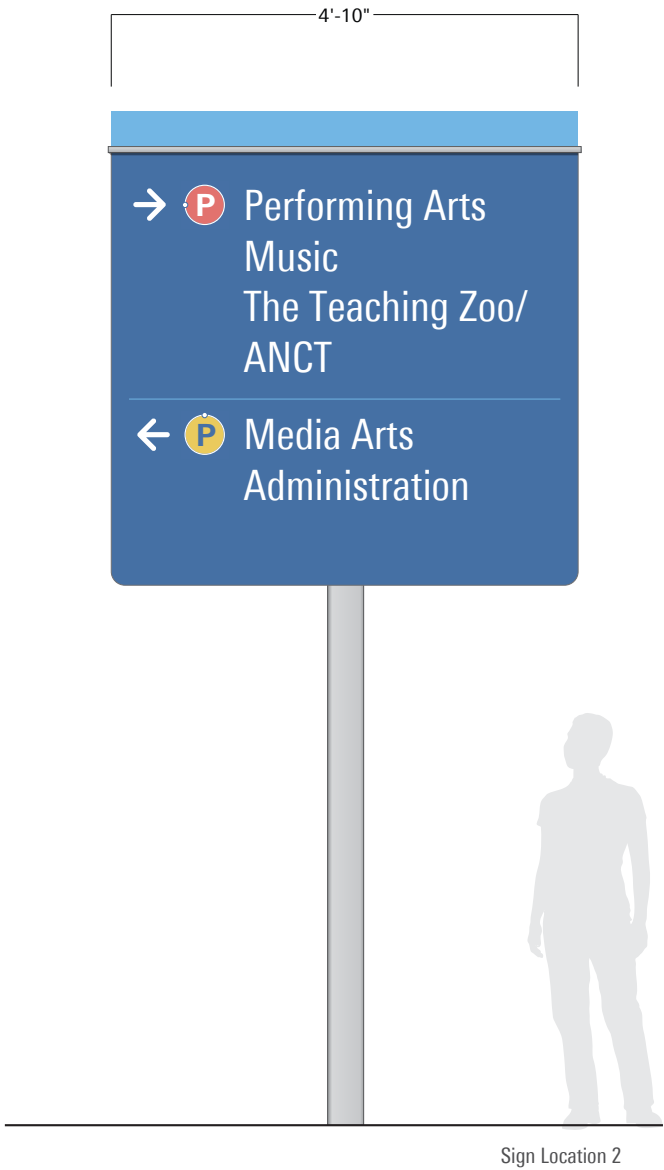 4'-10"
→ P Performing Arts
Music
The Teaching Zoo/
ANCT
← P Media Arts
Administration
Sign Location 2